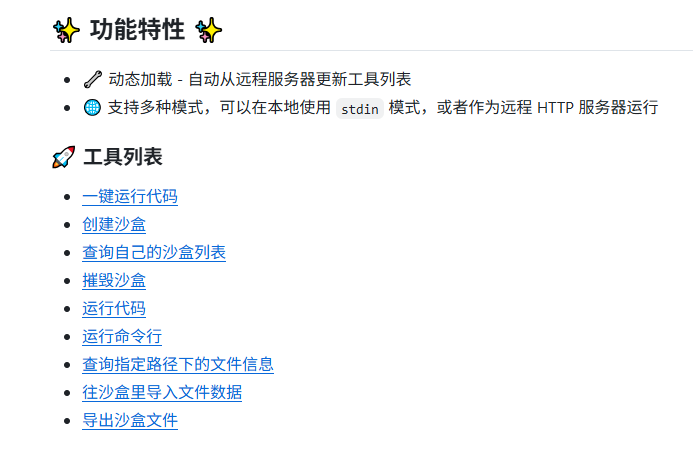 ✨ 功能特性 ✨
🔧 动态加载 - 自动从远程服务器更新工具列表
🌐 支持多种模式，可以在本地使用 stdin 模式，或者作为远程 HTTP 服务器运行
🚀 工具列表
一键运行代码
创建沙盒
查询自己的沙盒列表
摧毁沙盒
运行代码
运行命令行
查询指定路径下的文件信息
往沙盒里导入文件数据
导出沙盒文件